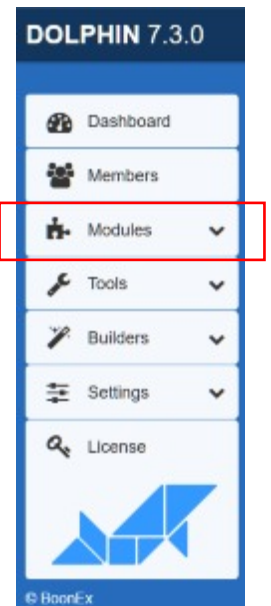 DOLPHIN 7.3.0
Dashboard
Members
Modules
Tools
Builders
Settings
License
© BoonEx